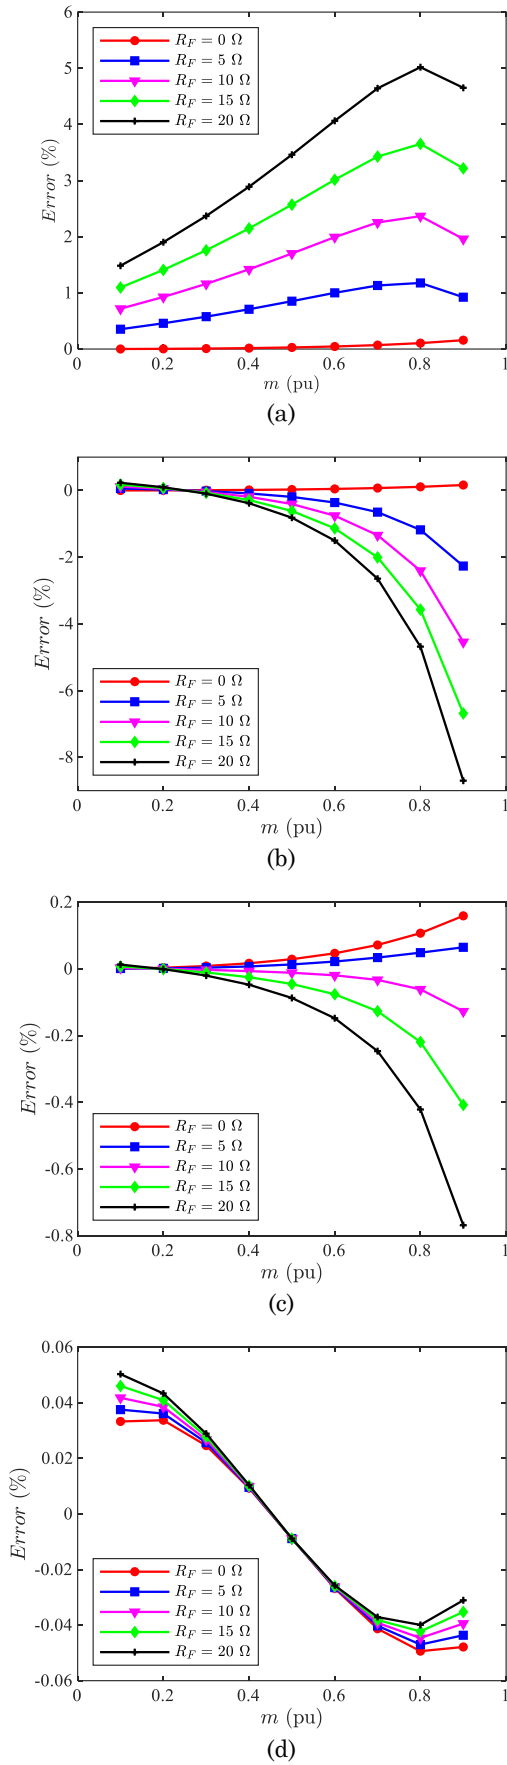 6
5
4
3
2
1
0
Error (%)
R_F = 0 Ω
R_F = 5 Ω
R_F = 10 Ω
R_F = 15 Ω
R_F = 20 Ω
0 0.2 0.4 0.6 0.8 1
m (pu)
(a)
0
-2
-4
-6
-8
Error (%)
R_F = 0 Ω
R_F = 5 Ω
R_F = 10 Ω
R_F = 15 Ω
R_F = 20 Ω
0 0.2 0.4 0.6 0.8 1
m (pu)
(b)
0.2
0
-0.2
-0.4
-0.6
-0.8
Error (%)
R_F = 0 Ω
R_F = 5 Ω
R_F = 10 Ω
R_F = 15 Ω
R_F = 20 Ω
0 0.2 0.4 0.6 0.8 1
m (pu)
(c)
0.06
0.04
0.02
0
-0.02
-0.04
-0.06
Error (%)
R_F = 0 Ω
R_F = 5 Ω
R_F = 10 Ω
R_F = 15 Ω
R_F = 20 Ω
0 0.2 0.4 0.6 0.8 1
m (pu)
(d)